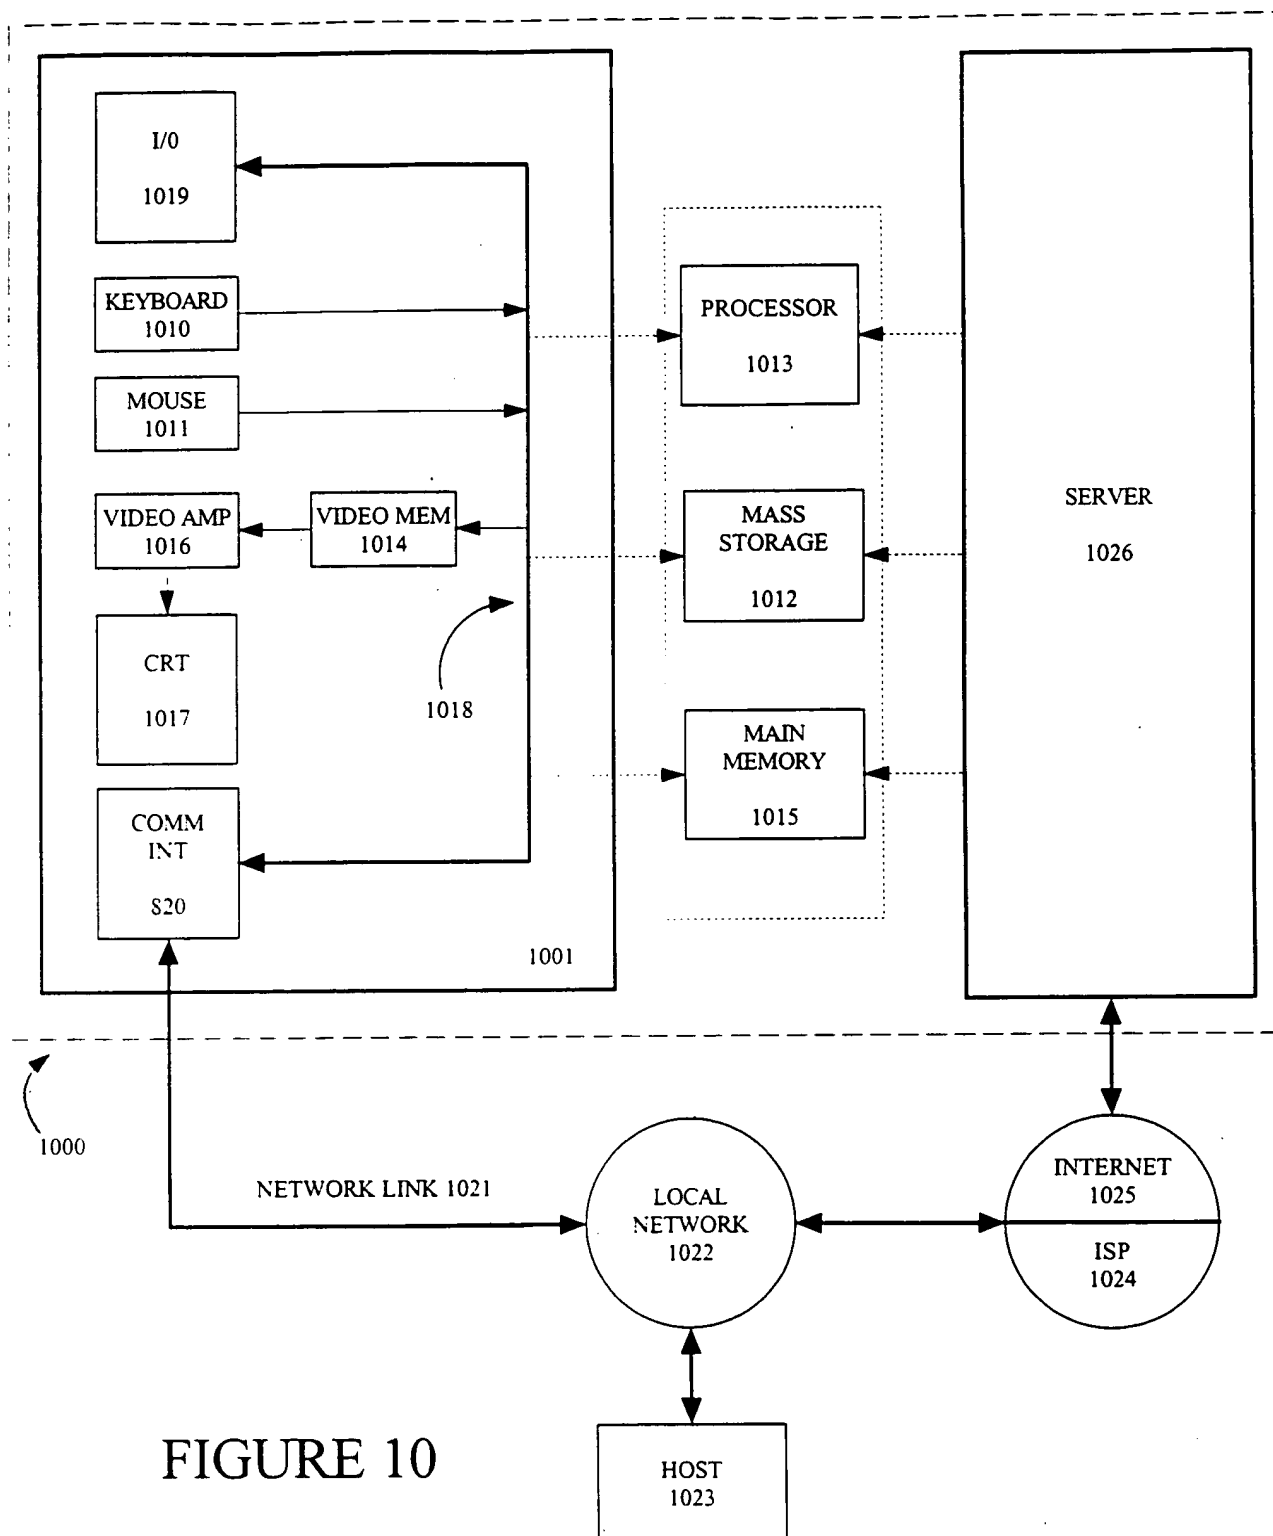 I/0
1019
KEYBOARD
1010
MOUSE
1011
VIDEO AMP
1016
VIDEO MEM
1014
CRT
1017
1018
COMM
INT
820
1001
PROCESSOR
1013
MASS
STORAGE
1012
MAIN
MEMORY
1015
SERVER
1026
1000
NETWORK LINK 1021
LOCAL
NETWORK
1022
INTERNET
1025
ISP
1024
HOST
1023
FIGURE 10